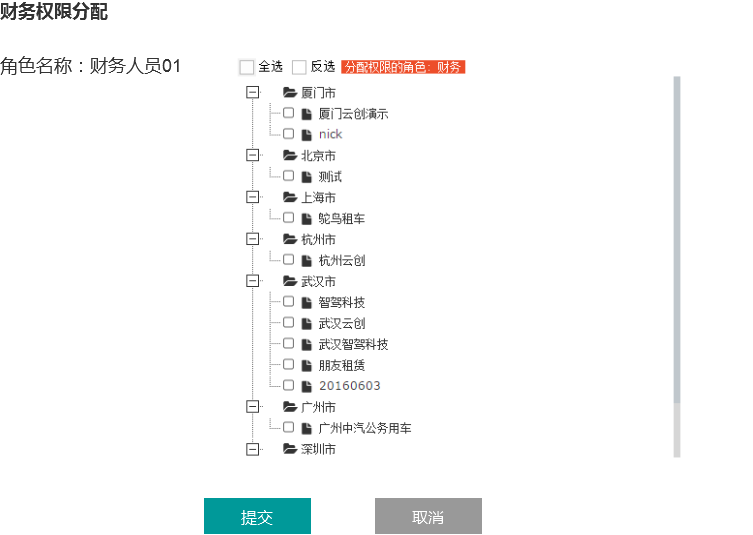 财务权限分配
角色名称：财务人员01 全选 反选 分配权限的角色：财务
厦门市
厦门云创演示
nick
北京市
测试
上海市
鸵鸟租车
杭州市
杭州云创
武汉市
智驾科技
武汉云创
武汉智驾科技
朋友租赁
20160603
广州市
广州中汽公务用车
深圳市
提交 取消